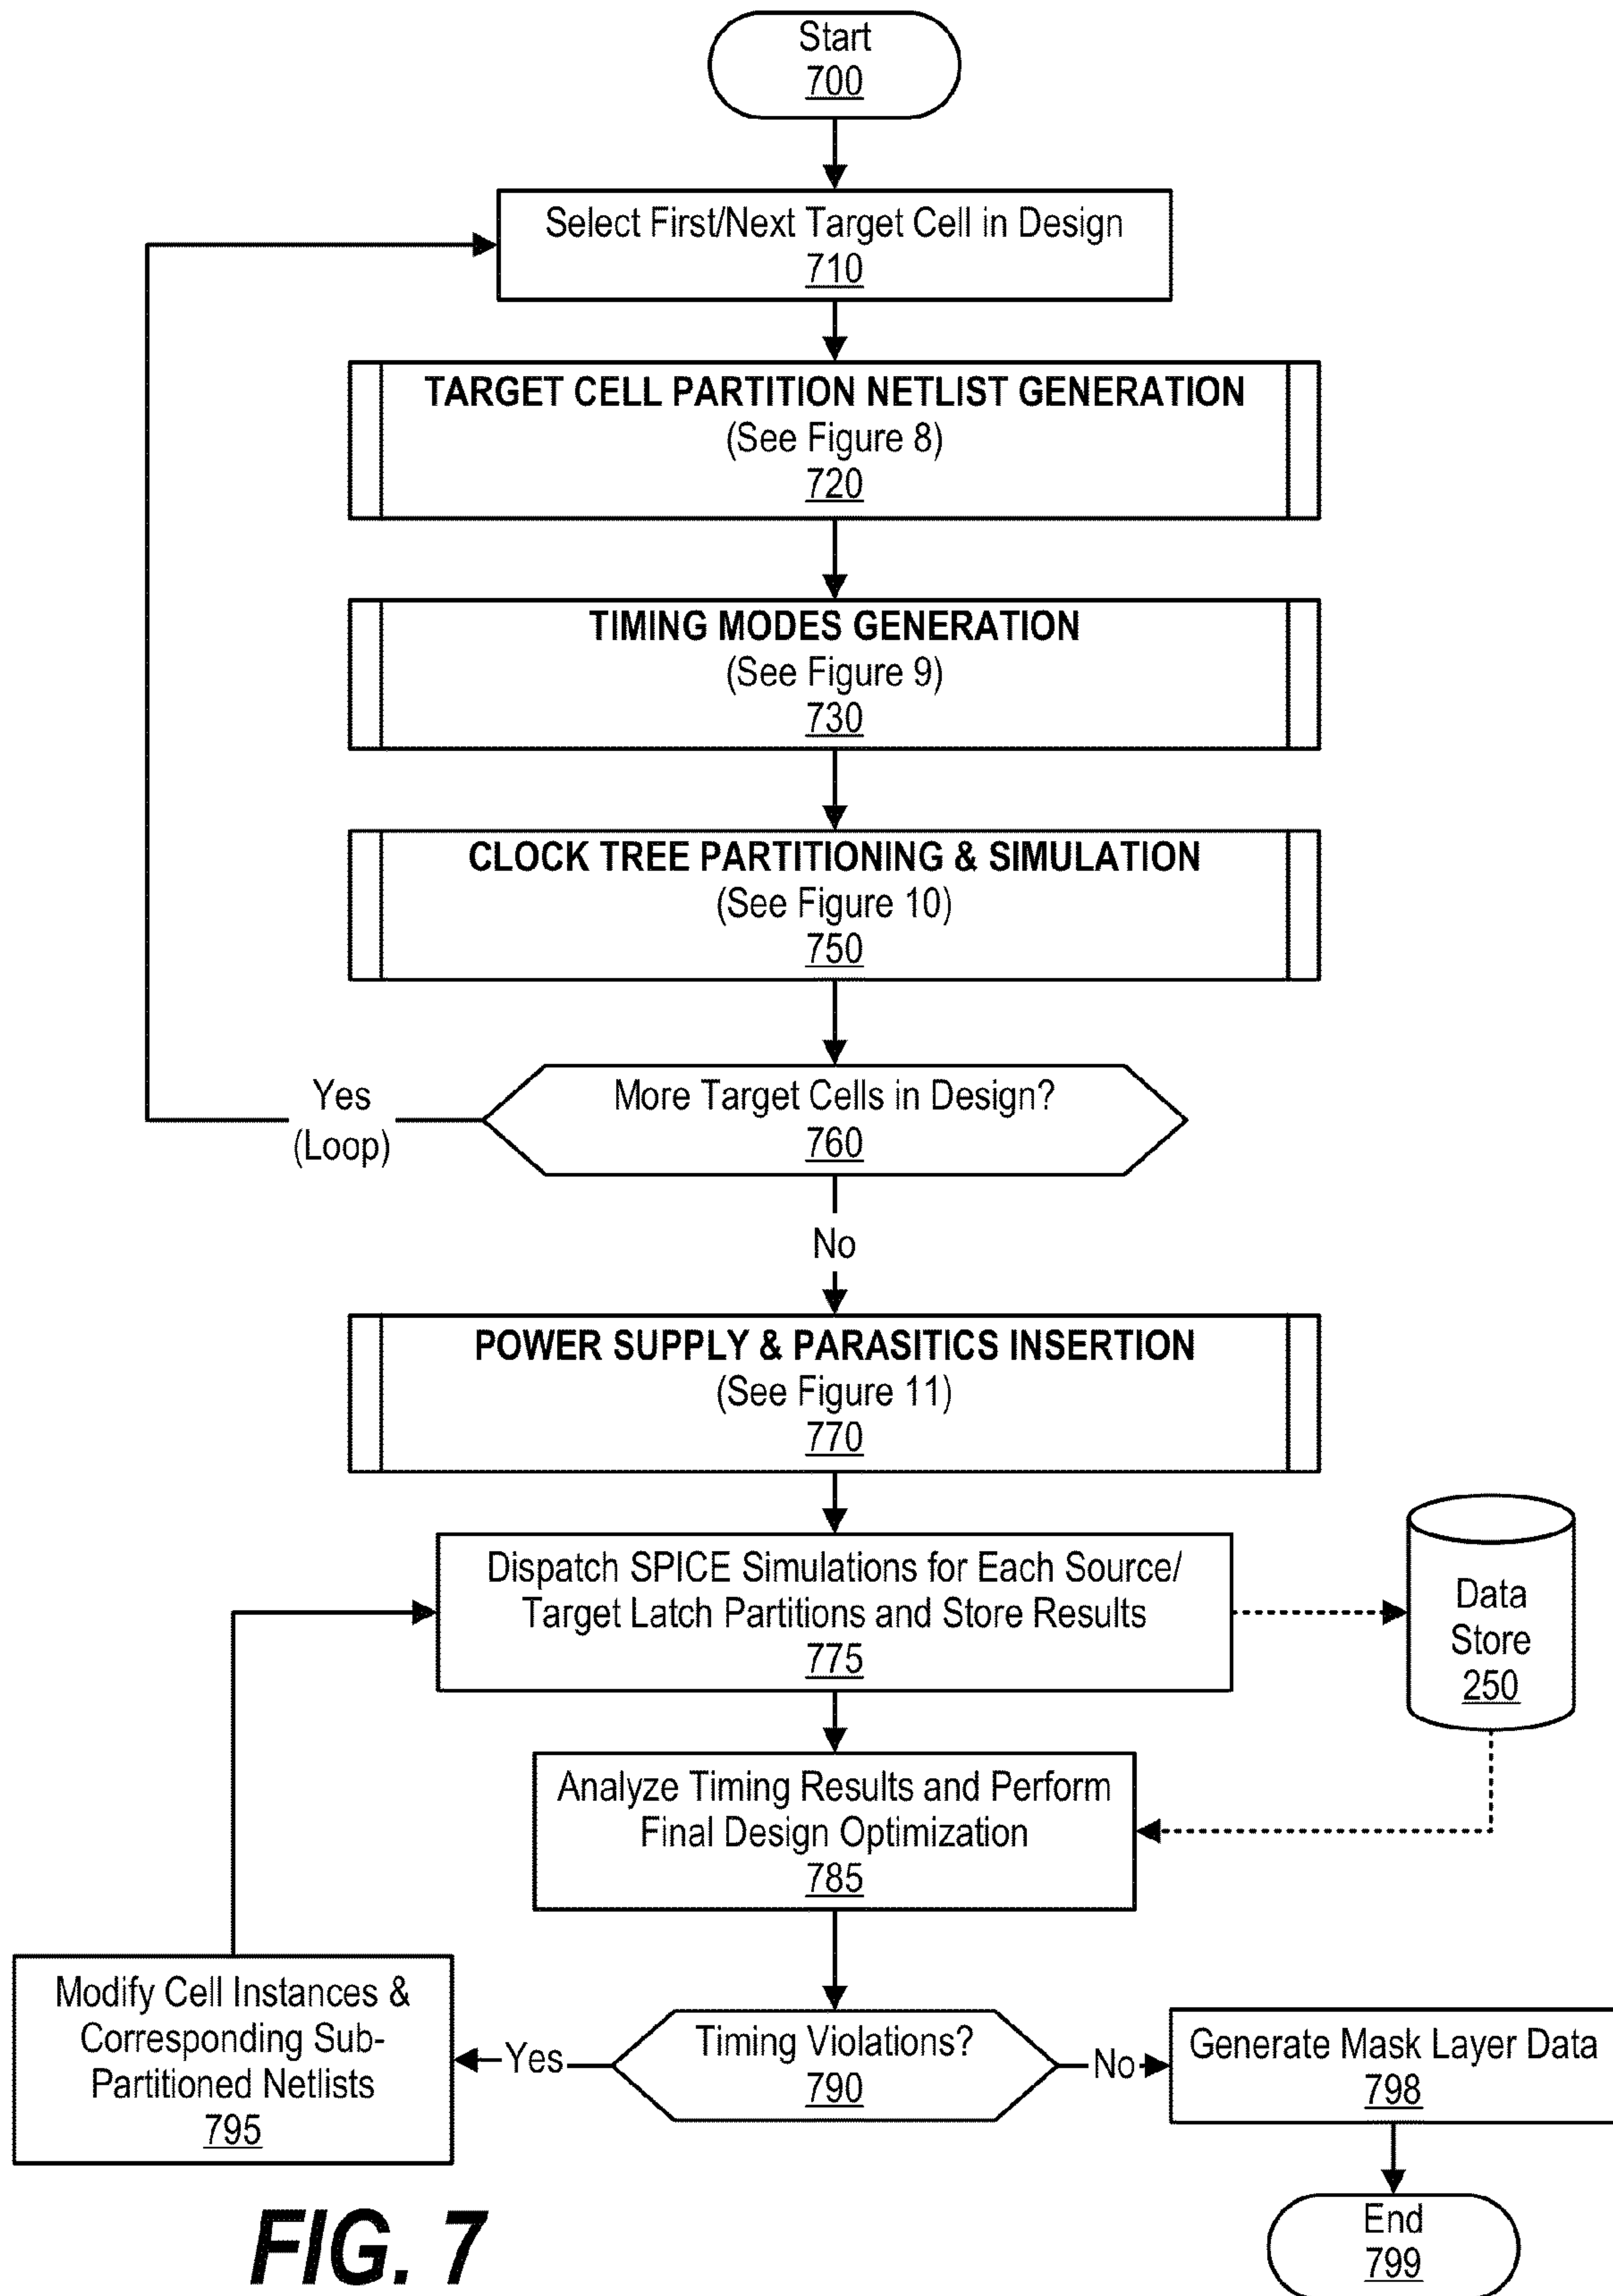 Start
700
Select First/Next Target Cell in Design
710
TARGET CELL PARTITION NETLIST GENERATION
(See Figure 8)
720
TIMING MODES GENERATION
(See Figure 9)
730
CLOCK TREE PARTITIONING & SIMULATION
(See Figure 10)
750
More Target Cells in Design?
760
Yes
(Loop)
No
POWER SUPPLY & PARASITICS INSERTION
(See Figure 11)
770
Dispatch SPICE Simulations for Each Source/
Target Latch Partitions and Store Results
775
Data
Store
250
Analyze Timing Results and Perform
Final Design Optimization
785
Timing Violations?
790
Yes
Modify Cell Instances &
Corresponding Sub-
Partitioned Netlists
795
No
Generate Mask Layer Data
798
End
799
FIG. 7